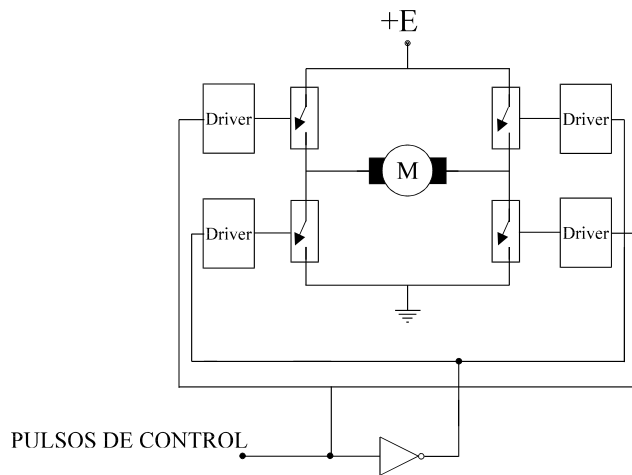 +E
Driver
Driver
M
Driver
Driver
PULSOS DE CONTROL